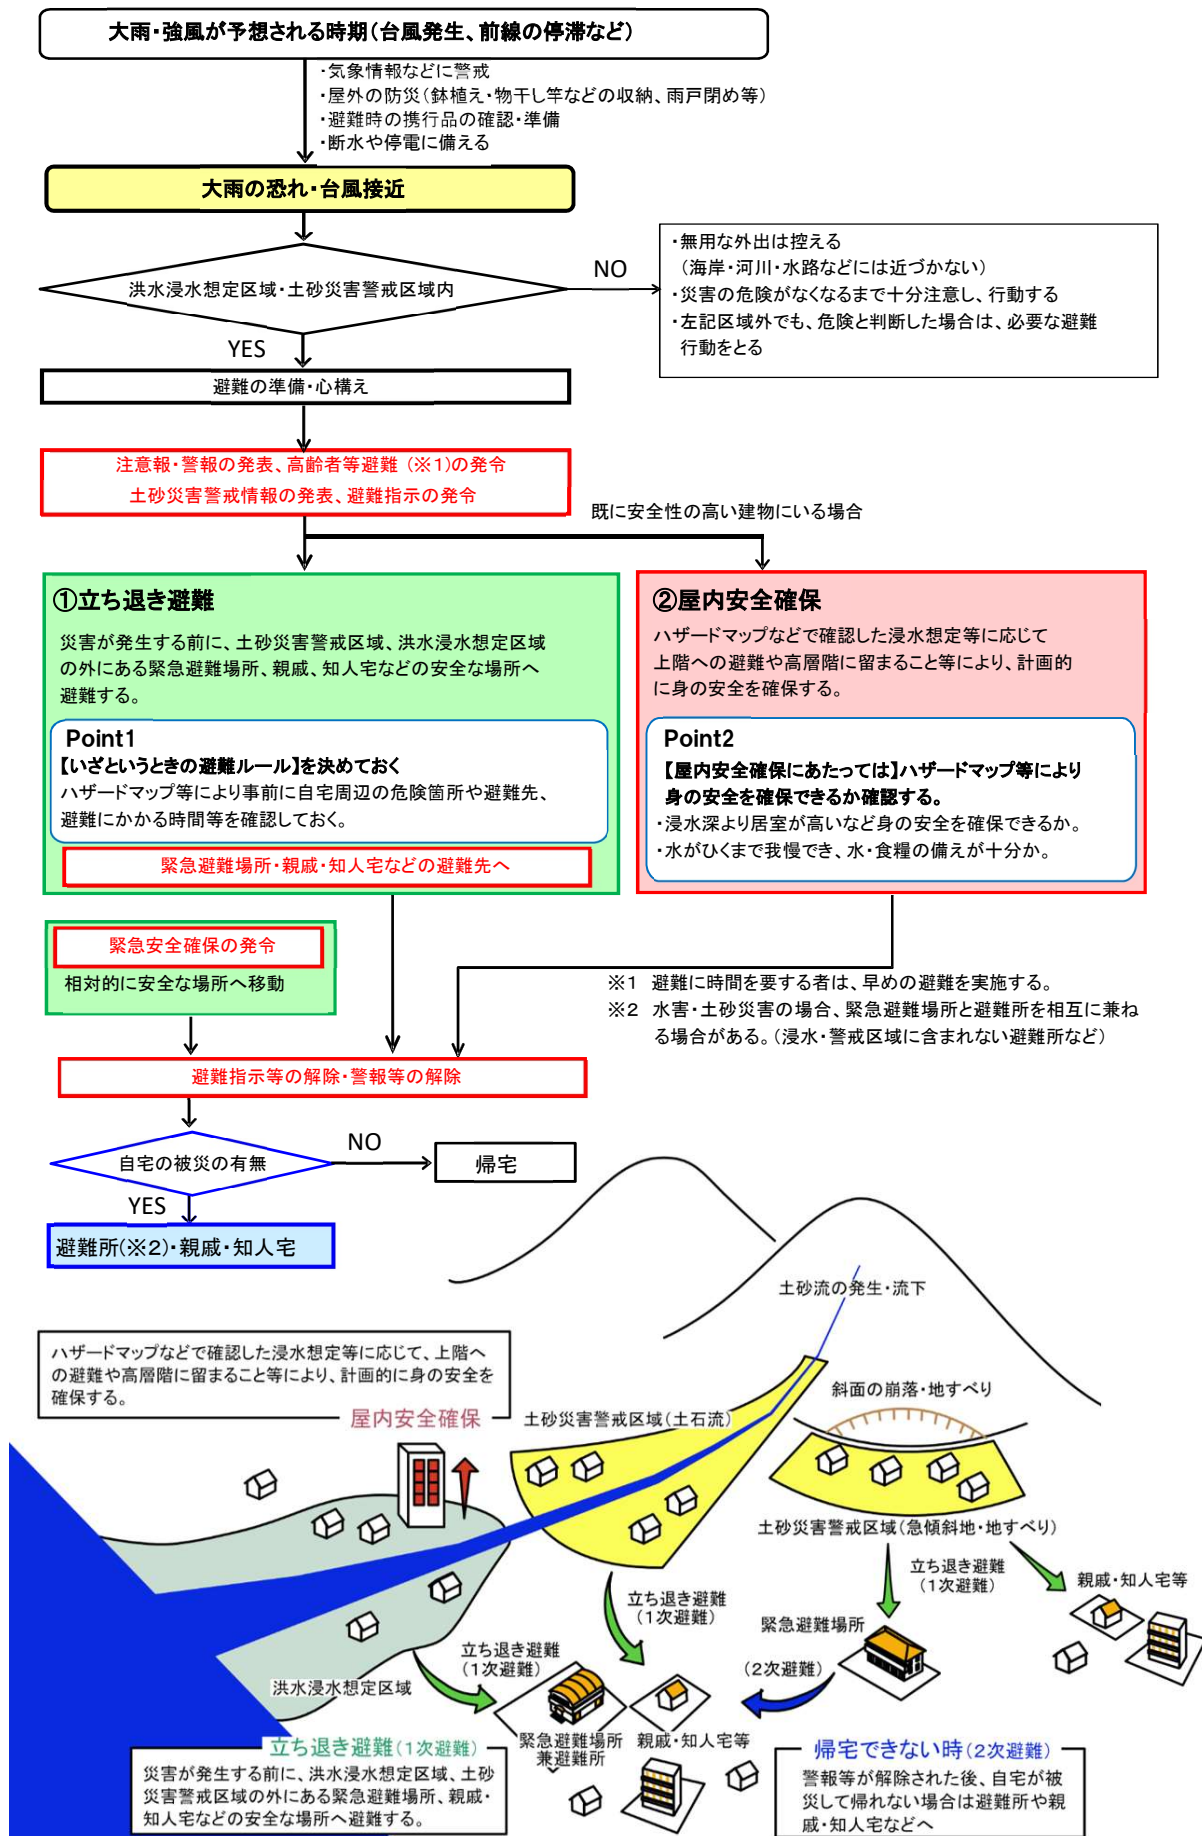 大雨・強風が予想される時期(台風発生、前線の停滞など)
・気象情報などに警戒
・屋外の防災(鉢植え・物干し竿などの収納、雨戸閉め等)
・避難時の携行品の確認・準備
・断水や停電に備える
大雨の恐れ・台風接近
洪水浸水想定区域・土砂災害警戒区域内
NO
・無用な外出は控える
(海岸・河川・水路などには近づかない)
・災害の危険がなくなるまで十分注意し、行動する
・左記区域外でも、危険と判断した場合は、必要な避難
行動をとる
YES
避難の準備・心構え
注意報・警報の発表、高齢者等避難 (※1)の発令
土砂災害警戒情報の発表、避難指示の発令
既に安全性の高い建物にいる場合
①立ち退き避難
災害が発生する前に、土砂災害警戒区域、洪水浸水想定区域
の外にある緊急避難場所、親戚、知人宅などの安全な場所へ
避難する。
Point1
【いざというときの避難ルール】を決めておく
ハザードマップ等により事前に自宅周辺の危険箇所や避難先、
避難にかかる時間等を確認しておく。
緊急避難場所・親戚・知人宅などの避難先へ
②屋内安全確保
ハザードマップなどで確認した浸水想定等に応じて
上階への避難や高層階に留まること等により、計画的
に身の安全を確保する。
Point2
【屋内安全確保にあたっては】ハザードマップ等により
身の安全を確保できるか確認する。
・浸水深より居室が高いなど身の安全を確保できるか。
・水がひくまで我慢でき、水・食糧の備えが十分か。
緊急安全確保の発令
相対的に安全な場所へ移動
※1 避難に時間を要する者は、早めの避難を実施する。
※2 水害・土砂災害の場合、緊急避難場所と避難所を相互に兼ね
る場合がある。(浸水・警戒区域に含まれない避難所など)
避難指示等の解除・警報等の解除
自宅の被災の有無
NO
帰宅
YES
避難所(※2)・親戚・知人宅
土砂流の発生・流下
ハザードマップなどで確認した浸水想定等に応じて、上階へ
の避難や高層階に留まること等により、計画的に身の安全を
確保する。
屋内安全確保
土砂災害警戒区域(土石流)
斜面の崩落・地すべり
土砂災害警戒区域(急傾斜地・地すべり)
立ち退き避難
(1次避難)
親戚・知人宅等
立ち退き避難
(1次避難)
緊急避難場所
立ち退き避難
(1次避難)
(2次避難)
洪水浸水想定区域
緊急避難場所
兼避難所
親戚・知人宅等
立ち退き避難(1次避難)
災害が発生する前に、洪水浸水想定区域、土砂
災害警戒区域の外にある緊急避難場所、親戚・
知人宅などの安全な場所へ避難する。
帰宅できない時(2次避難)
警報等が解除された後、自宅が被
災して帰れない場合は避難所や親
戚・知人宅などへ